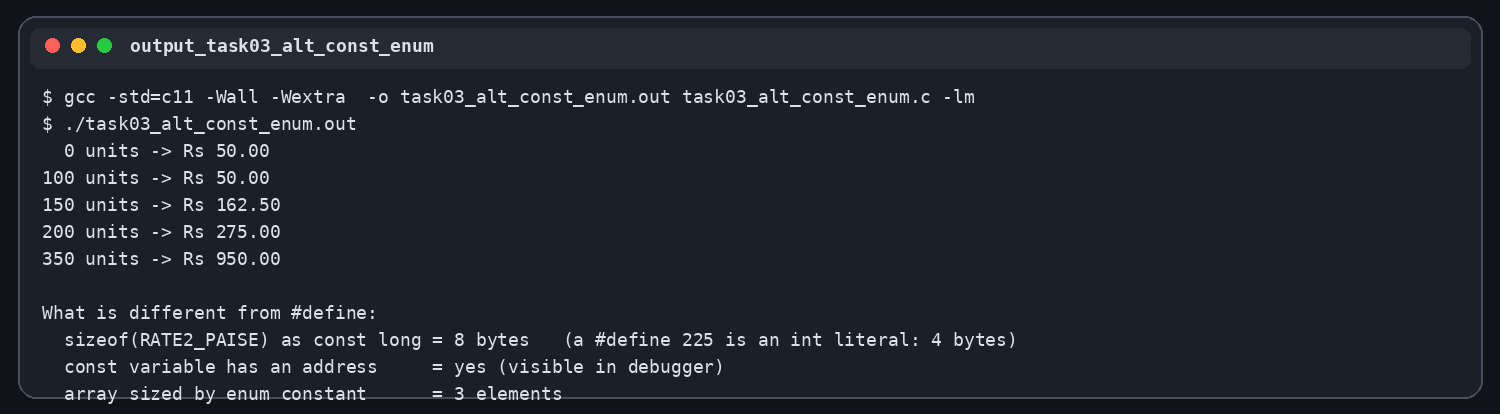 output_task03_alt_const_enum
$ gcc -std=c11 -Wall -Wextra  -o task03_alt_const_enum.out task03_alt_const_enum.c -lm
$ ./task03_alt_const_enum.out
  0 units -> Rs 50.00
100 units -> Rs 50.00
150 units -> Rs 162.50
200 units -> Rs 275.00
350 units -> Rs 950.00

What is different from #define:
  sizeof(RATE2_PAISE) as const long = 8 bytes   (a #define 225 is an int literal: 4 bytes)
  const variable has an address     = yes (visible in debugger)
  array sized by enum constant      = 3 elements